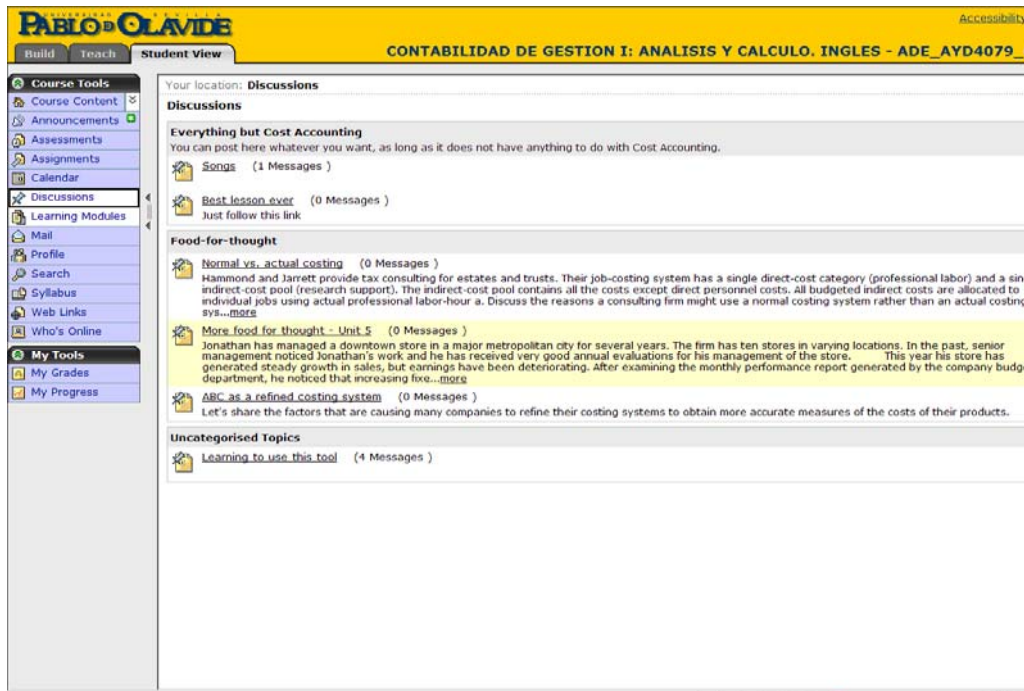 UNIVERSIDAD
SEVILLA
PABLO DE OLAVIDE
Accessibility
Build Teach Student View
CONTABILIDAD DE GESTION I: ANALISIS Y CALCULO. INGLES - ADE_AYD4079_
Course Tools
Course Content
Announcements
Assessments
Assignments
Calendar
Discussions
Learning Modules
Mail
Profile
Search
Syllabus
Web Links
Who's Online
My Tools
My Grades
My Progress
Your location: Discussions
Discussions
Everything but Cost Accounting
You can post here whatever you want, as long as it does not have anything to do with Cost Accounting.
Songs (1 Messages )
Best lesson ever (0 Messages )
Just follow this link
Food-for-thought
Normal vs. actual costing (0 Messages )
Hammond and Jarrett provide tax consulting for estates and trusts. Their job-costing system has a single direct-cost category (professional labor) and a sin
indirect-cost pool (research support). The indirect-cost pool contains all the costs except direct personnel costs. All budgeted indirect costs are allocated to
individual jobs using actual professional labor-hour a. Discuss the reasons a consulting firm might use a normal costing system rather than an actual costing
sys...more
More food for thought - Unit 5 (0 Messages )
Jonathan has managed a downtown store in a major metropolitan city for several years. The firm has ten stores in varying locations. In the past, senior
management noticed Jonathan's work and he has received very good annual evaluations for his management of the store. This year his store has
generated steady growth in sales, but earnings have been deteriorating. After examining the monthly performance report generated by the company budg
department, he noticed that increasing fixe...more
ABC as a refined costing system (0 Messages )
Let's share the factors that are causing many companies to refine their costing systems to obtain more accurate measures of the costs of their products.
Uncategorised Topics
Learning to use this tool (4 Messages )